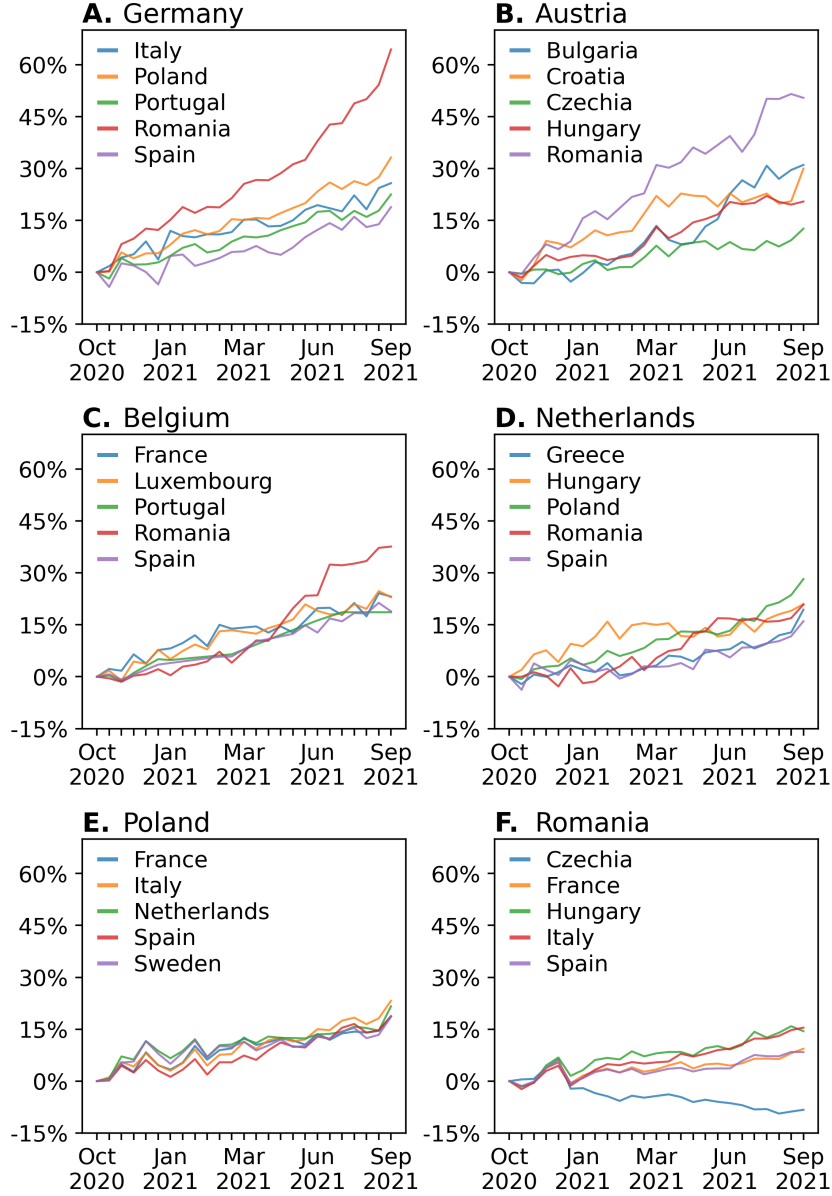 A. Germany
Italy
Poland
Portugal
Romania
Spain
60%
45%
30%
15%
0%
-15%
Oct Jan Mar Jun Sep
2020 2021 2021 2021 2021
B. Austria
Bulgaria
Croatia
Czechia
Hungary
Romania
60%
45%
30%
15%
0%
-15%
Oct Jan Mar Jun Sep
2020 2021 2021 2021 2021
C. Belgium
France
Luxembourg
Portugal
Romania
Spain
60%
45%
30%
15%
0%
-15%
Oct Jan Mar Jun Sep
2020 2021 2021 2021 2021
D. Netherlands
Greece
Hungary
Poland
Romania
Spain
60%
45%
30%
15%
0%
-15%
Oct Jan Mar Jun Sep
2020 2021 2021 2021 2021
E. Poland
France
Italy
Netherlands
Spain
Sweden
60%
45%
30%
15%
0%
-15%
Oct Jan Mar Jun Sep
2020 2021 2021 2021 2021
F. Romania
Czechia
France
Hungary
Italy
Spain
60%
45%
30%
15%
0%
-15%
Oct Jan Mar Jun Sep
2020 2021 2021 2021 2021